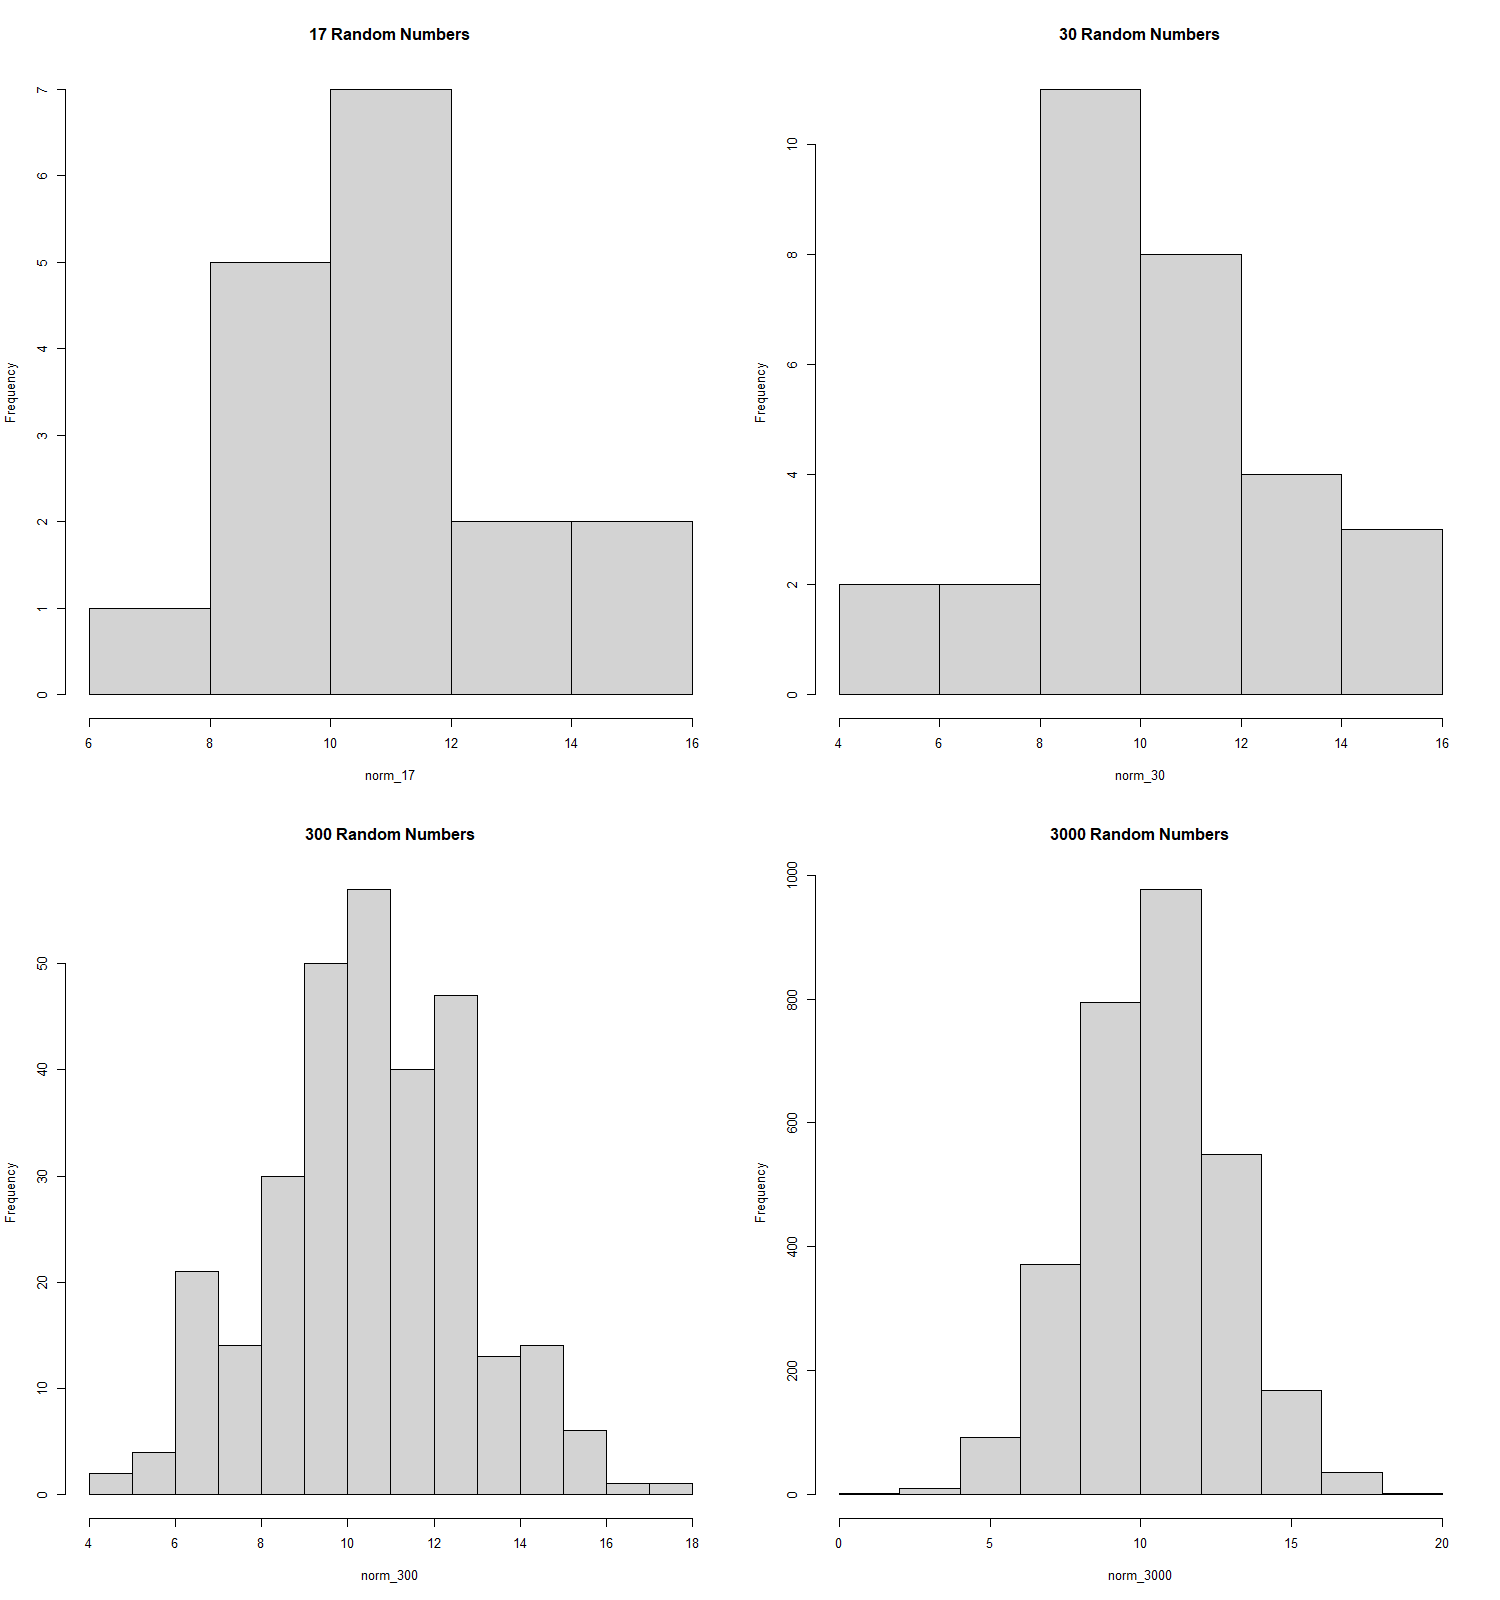 17 Random Numbers
Frequency
7
6
5
4
3
2
1
0
6 8 10 12 14 16
norm_17
30 Random Numbers
Frequency
10
8
6
4
2
0
4 6 8 10 12 14 16
norm_30
300 Random Numbers
Frequency
50
40
30
20
10
0
4 6 8 10 12 14 16 18
norm_300
3000 Random Numbers
Frequency
1000
800
600
400
200
0
0 5 10 15 20
norm_3000